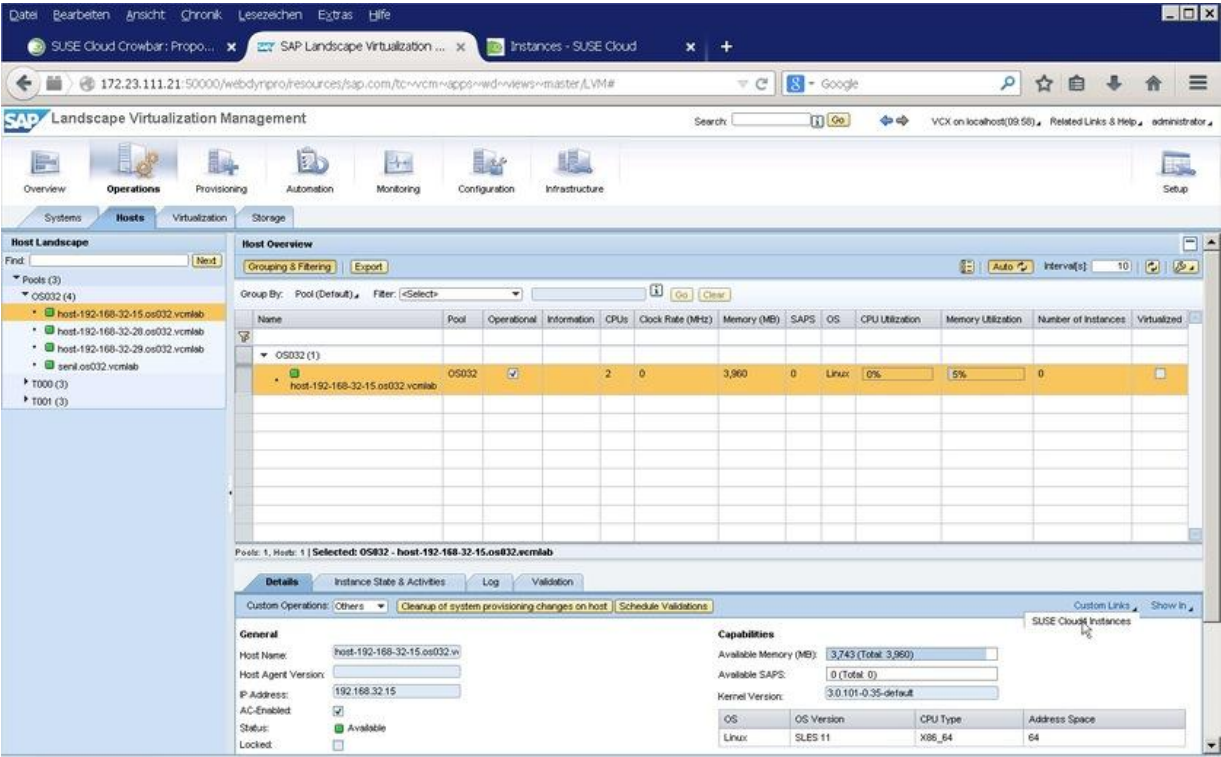 Datei Bearbeiten Ansicht Chronik Lesezeichen Extras Hilfe
SUSE Cloud Crowbar: Propo... SAP Landscape Virtualization ... Instances - SUSE Cloud
172.23.111.21:50000/webdynpro/resources/sap.com/tc~vcm~apps~wd~views~master/LVM# Google
SAP Landscape Virtualization Management Search: Go VCX on localhost(09:58) Related Links & Help administrator
Overview Operations Provisioning Automation Monitoring Configuration Infrastructure Setup
Systems Hosts Virtualization Storage
Host Landscape
Find: Next
Pools (3)
OS032 (4)
host-192-168-32-15.os032.vcmlab
host-192-168-32-28.os032.vcmlab
host-192-168-32-29.os032.vcmlab
senil.os032.vcmlab
T000 (3)
T001 (3)
Host Overview
Grouping & Filtering Export Auto Interval[s]: 10
Group By: Pool (Default) Filter: <Select> Go Clear
Name Pool Operational Information CPUs Clock Rate (MHz) Memory (MB) SAPS OS CPU Utilization Memory Utilization Number of Instances Virtualized
OS032 (1)
host-192-168-32-15.os032.vcmlab OS032 2 0 3,960 0 Linux 0% 5% 0
Pools: 1, Hosts: 1 | Selected: OS032 - host-192-168-32-15.os032.vcmlab
Details Instance State & Activities Log Validation
Custom Operations: Others Cleanup of system provisioning changes on host Schedule Validations Custom Links Show In
SUSE Cloud4 Instances
General
Host Name: host-192-168-32-15.os032.v
Host Agent Version:
IP Address: 192.168.32.15
AC-Enabled:
Status: Available
Locked:
Capabilities
Available Memory (MB): 3,743 (Total: 3,960)
Available SAPS: 0 (Total: 0)
Kernel Version: 3.0.101-0.35-default
OS OS Version CPU Type Address Space
Linux SLES 11 X86_64 64